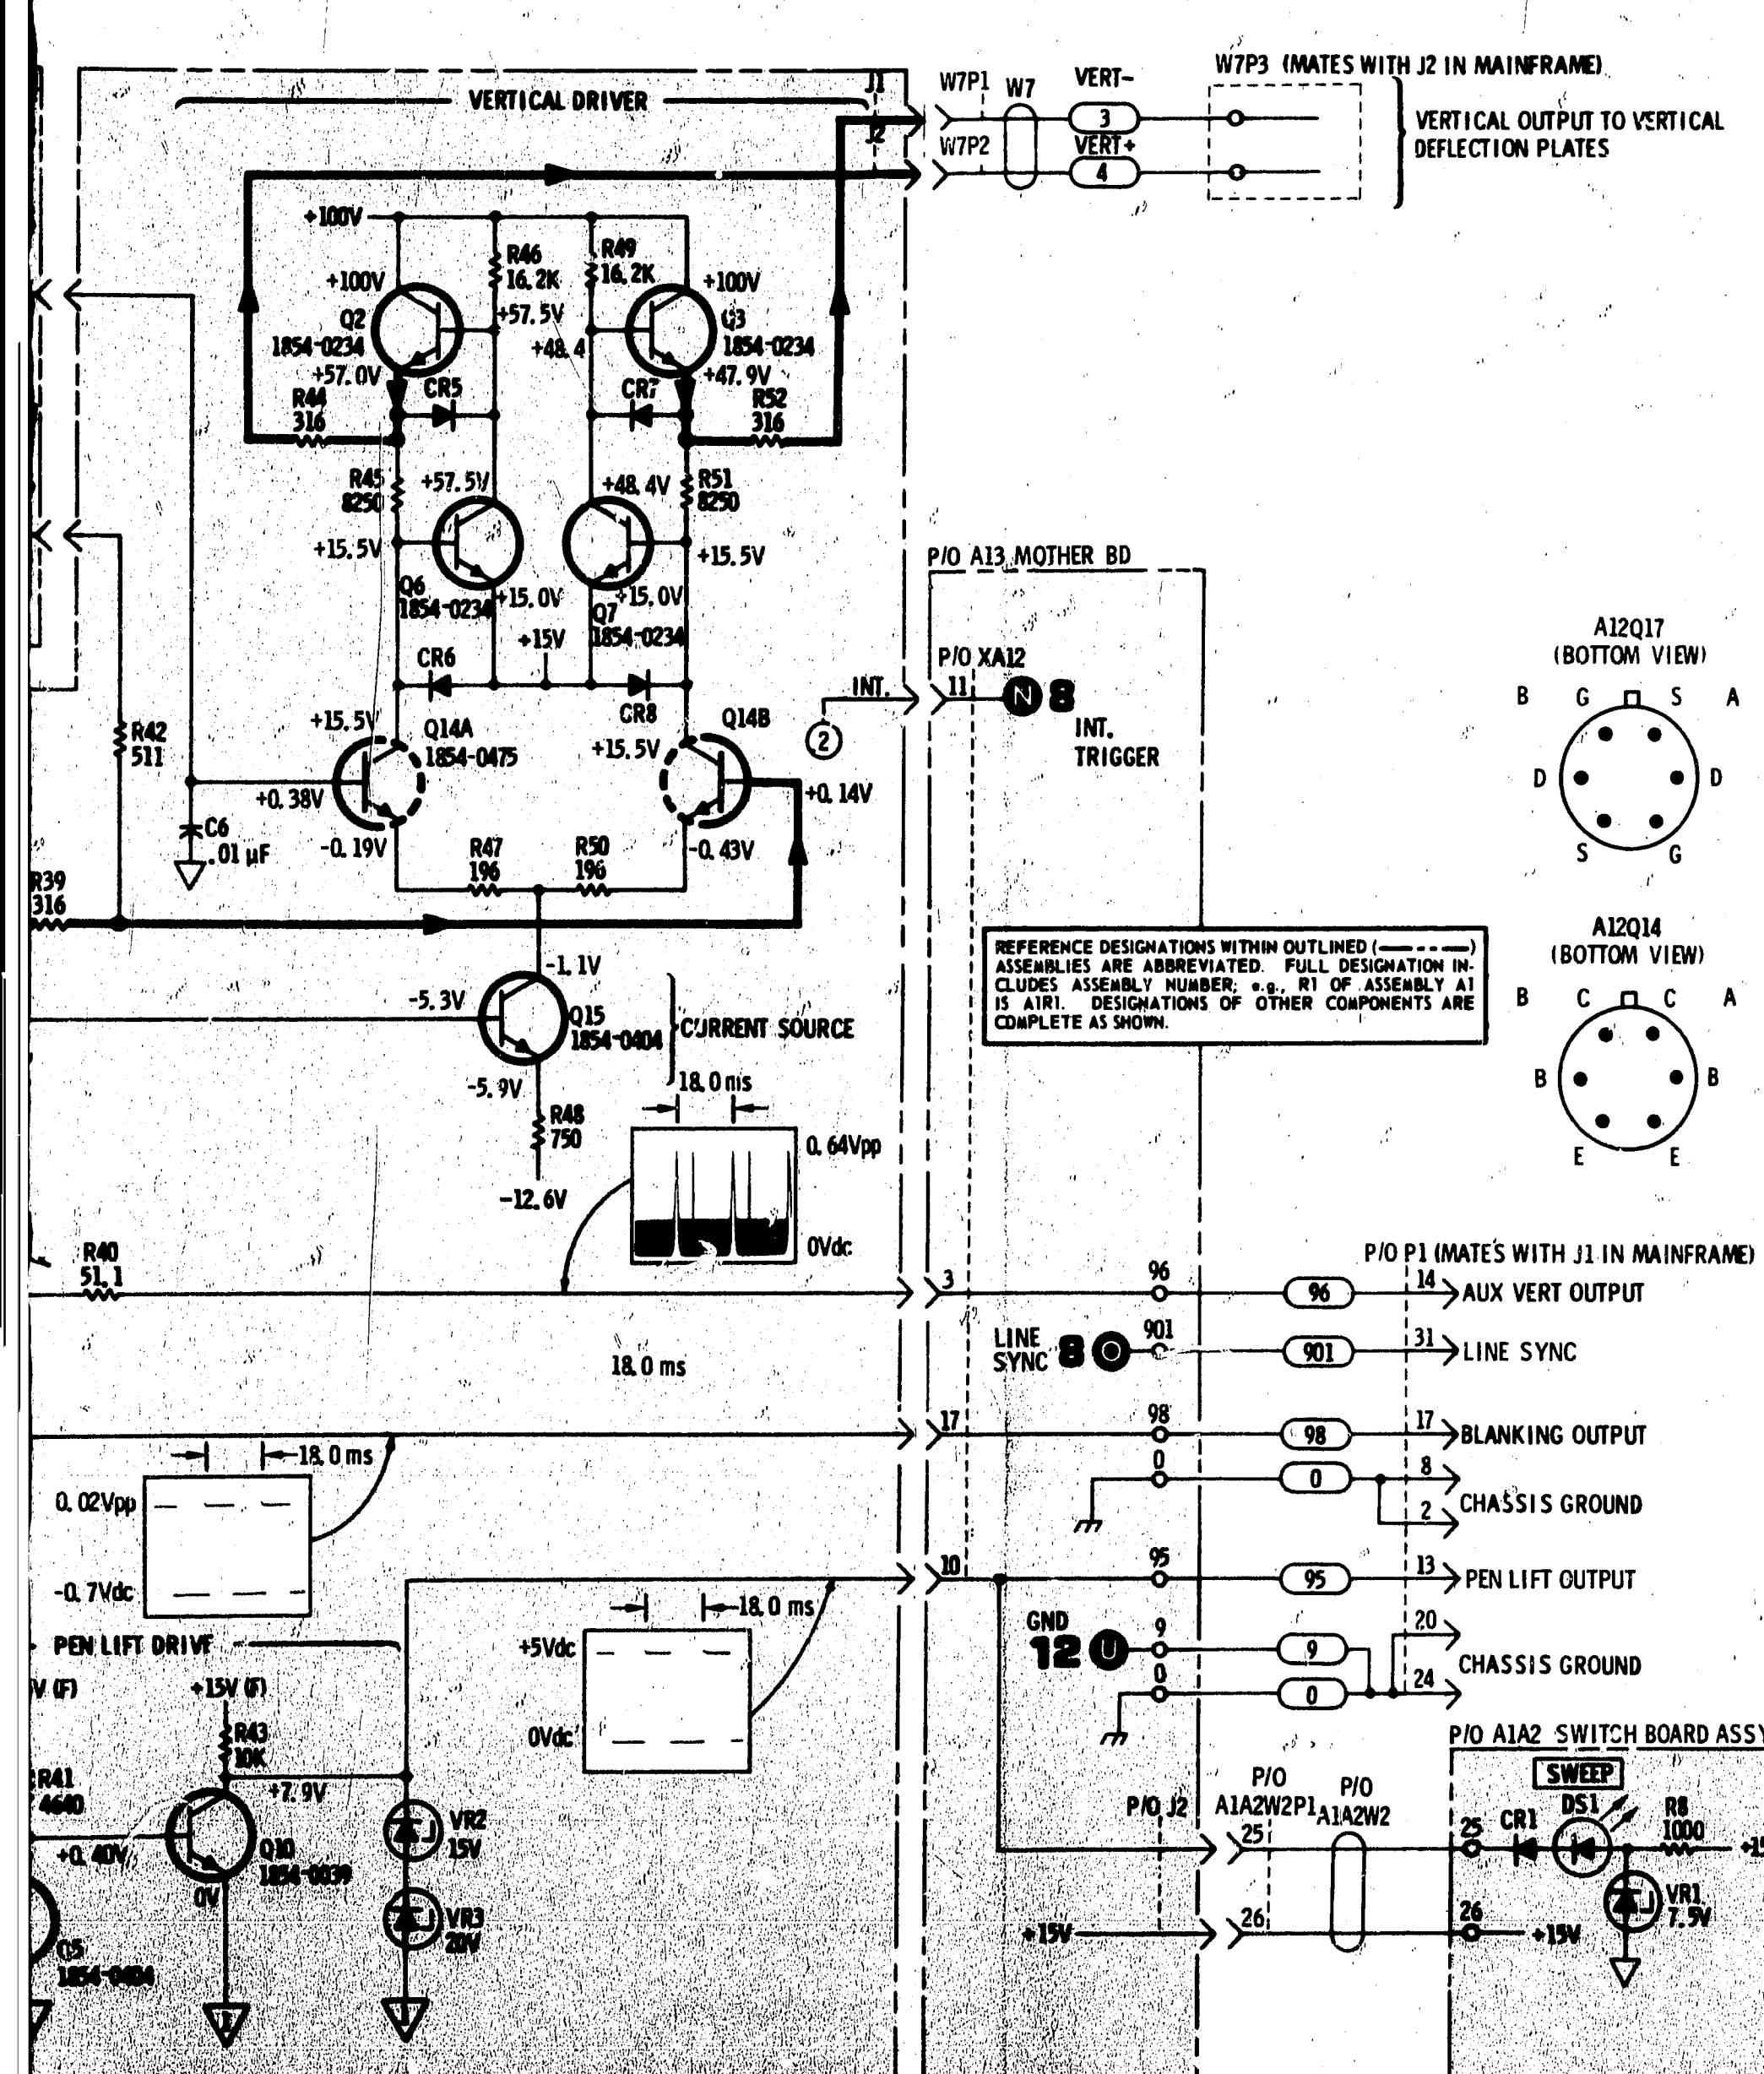 VERTICAL DRIVER
J1
J2
W7P1
W7P2
W7
VERT-
3
VERT+
4
W7P3 (MATES WITH J2 IN MAINFRAME)
VERTICAL OUTPUT TO VERTICAL
DEFLECTION PLATES
+100V
+100V
R46
16.2K
R49
16.2K
+100V
Q2
1854-0234
+57.0V
+57.5V
+48.4
Q3
1854-0234
+47.9V
CR5
CR7
R44
316
R52
316
R45
8250
+57.5V
+48.4V
R51
8250
+15.5V
+15.5V
Q6
1854-0234
+15.0V
+15.0V
Q7
1854-0234
+15V
CR6
CR8
+15.5V
Q14A
1854-0475
+15.5V
Q14B
+0.38V
-0.19V
+0.14V
-0.43V
R42
511
C6
.01 µF
R47
196
R50
196
R39
316
INT.
2
P/O A13 MOTHER BD
P/O XA12
11
N 8
INT.
TRIGGER
A12Q17
(BOTTOM VIEW)
B G S A
D D
S G
A12Q14
(BOTTOM VIEW)
B C C A
B B
E E
REFERENCE DESIGNATIONS WITHIN OUTLINED (—— - - ——)
ASSEMBLIES ARE ABBREVIATED. FULL DESIGNATION IN-
CLUDES ASSEMBLY NUMBER; e.g., R1 OF ASSEMBLY A1
IS A1R1. DESIGNATIONS OF OTHER COMPONENTS ARE
COMPLETE AS SHOWN.
-1.1V
-5.3V
Q15
1854-0404
CURRENT SOURCE
-5.9V
R48
750
-12.6V
18.0 ms
0.64Vpp
0Vdc
R40
51.1
3
96
96
P/O P1 (MATES WITH J1 IN MAINFRAME)
14
AUX VERT OUTPUT
LINE
SYNC 8
901
901
31
LINE SYNC
18.0 ms
17
98
98
17
BLANKING OUTPUT
0
0
8
2
CHASSIS GROUND
18.0 ms
0.02Vpp
-0.7Vdc
10
95
95
13
PEN LIFT OUTPUT
18.0 ms
+5Vdc
0Vdc
GND
12 U
9
9
0
0
20
24
CHASSIS GROUND
PEN LIFT DRIVE
V (F)
+15V (F)
R43
10K
R41
4640
+7.9V
+0.40V
Q10
1854-0039
0V
VR2
15V
VR3
20V
Q5
1854-0404
P/O J2
P/O
A1A2W2P1
P/O
A1A2W2
25
26
+15V
P/O A1A2 SWITCH BOARD ASSY
SWEEP
25
CR1
DS1
R8
1000
VR1
7.5V
26
+15V